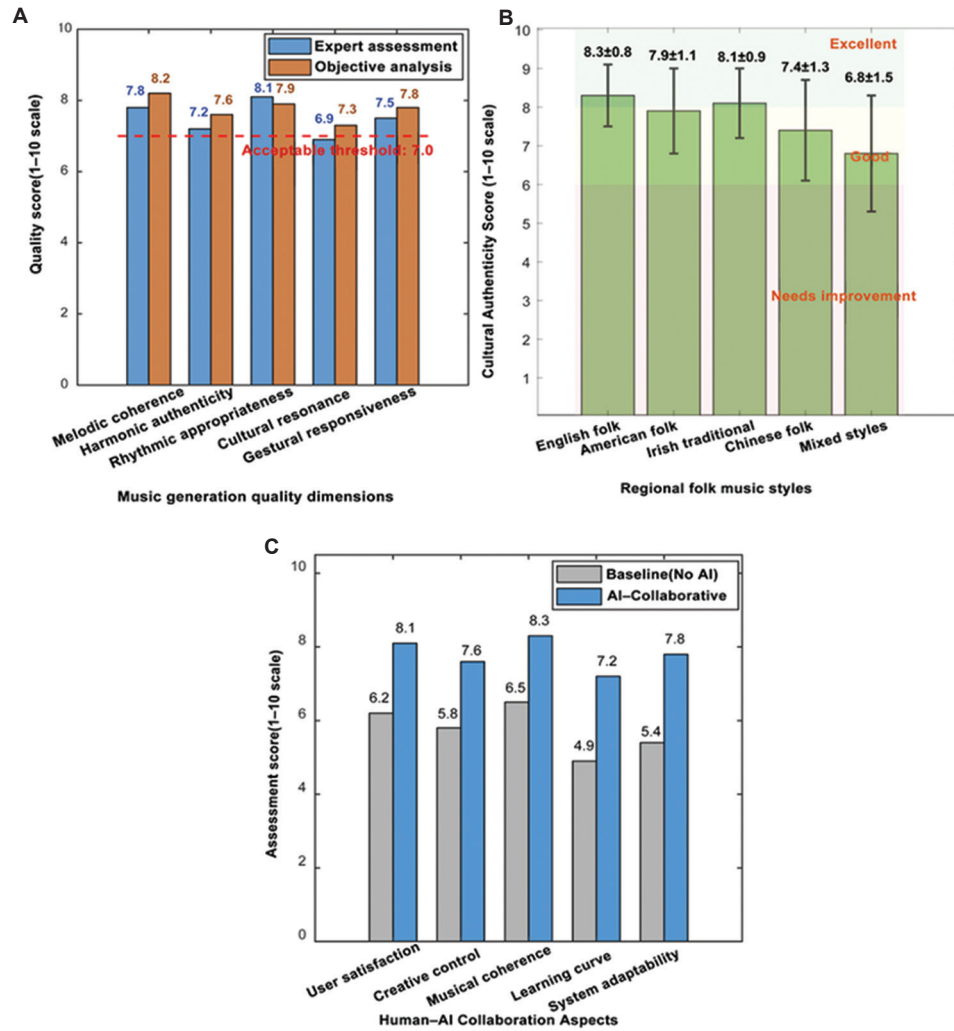 A
Quality score(1–10 scale)
10
8
6
4
2
0
Expert assessment
Objective analysis
7.8
8.2
7.2
7.6
8.1
7.9
6.9
7.3
7.5
7.8
Acceptable threshold: 7.0
Melodic coherence
Harmonic authenticity
Rhythmic appropriateness
Cultural resonance
Gestural responsiveness
Music generation quality dimensions
B
Cultural Authenticity Score (1–10 scale)
10
9
8
7
6
5
4
3
2
1
Excellent
8.3±0.8
7.9±1.1
8.1±0.9
7.4±1.3
6.8±1.5
Good
Needs improvement
English folk
American folk
Irish traditional
Chinese folk
Mixed styles
Regional folk music styles
C
Assessment score(1–10 scale)
10
8
6
4
2
0
Baseline(No AI)
AI–Collaborative
6.2
8.1
5.8
7.6
6.5
8.3
4.9
7.2
5.4
7.8
User satisfaction
Creative control
Musical coherence
Learning curve
System adaptability
Human–AI Collaboration Aspects